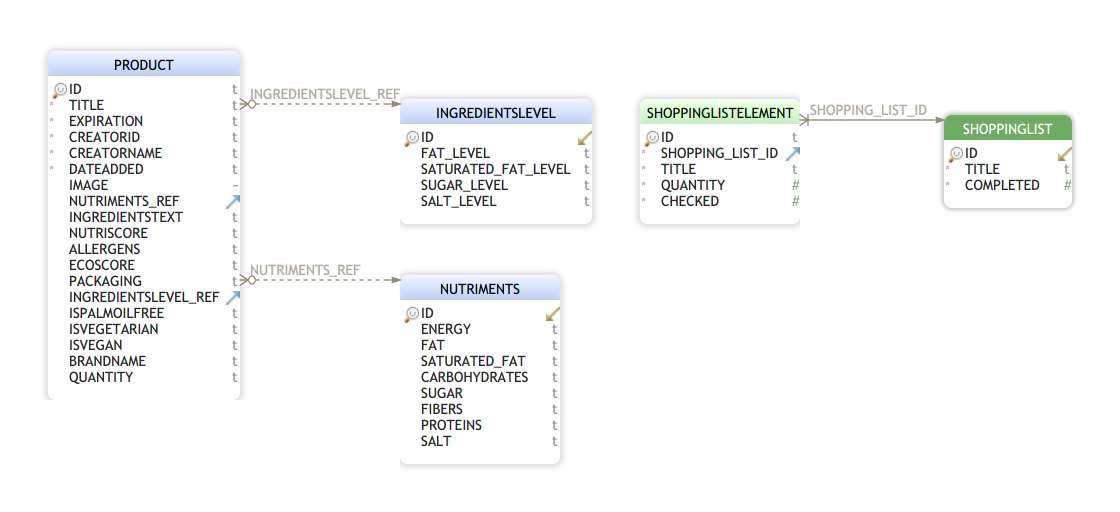 PRODUCT
ID t
* TITLE t
* EXPIRATION t
* CREATORID t
* CREATORNAME t
* DATEADDED t
IMAGE ~
NUTRIMENTS_REF
INGREDIENTSTEXT t
NUTRISCORE t
ALLERGENS t
ECOSCORE t
PACKAGING t
INGREDIENTSLEVEL_REF
ISPALMOILFREE t
ISVEGETARIAN t
ISVEGAN t
BRANDNAME t
QUANTITY t
INGREDIENTSLEVEL_REF
NUTRIMENTS_REF
INGREDIENTSLEVEL
ID
FAT_LEVEL t
SATURATED_FAT_LEVEL t
SUGAR_LEVEL t
SALT_LEVEL t
NUTRIMENTS
ID
ENERGY t
FAT t
SATURATED_FAT t
CARBOHYDRATES t
SUGAR t
FIBERS t
PROTEINS t
SALT t
SHOPPINGLISTELEMENT
ID t
* SHOPPING_LIST_ID
* TITLE t
* QUANTITY #
* CHECKED #
SHOPPING_LIST_ID
SHOPPINGLIST
ID
* TITLE t
* COMPLETED #